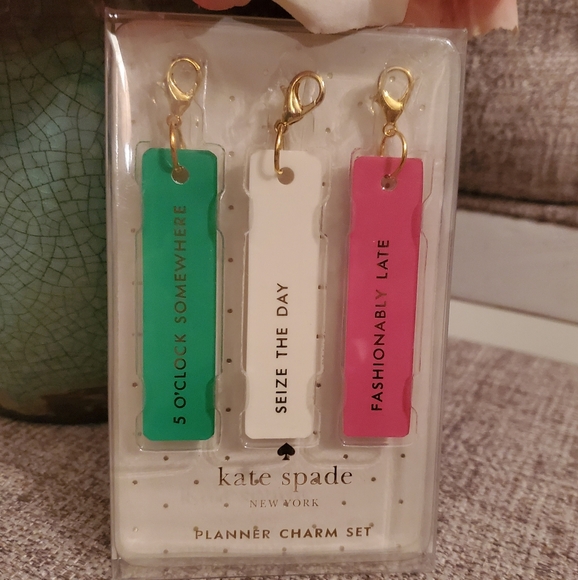 5 O'CLOCK SOMEWHERE
SEIZE THE DAY
FASHIONABLY LATE
kate spade
NEW YORK
PLANNER CHARM SET